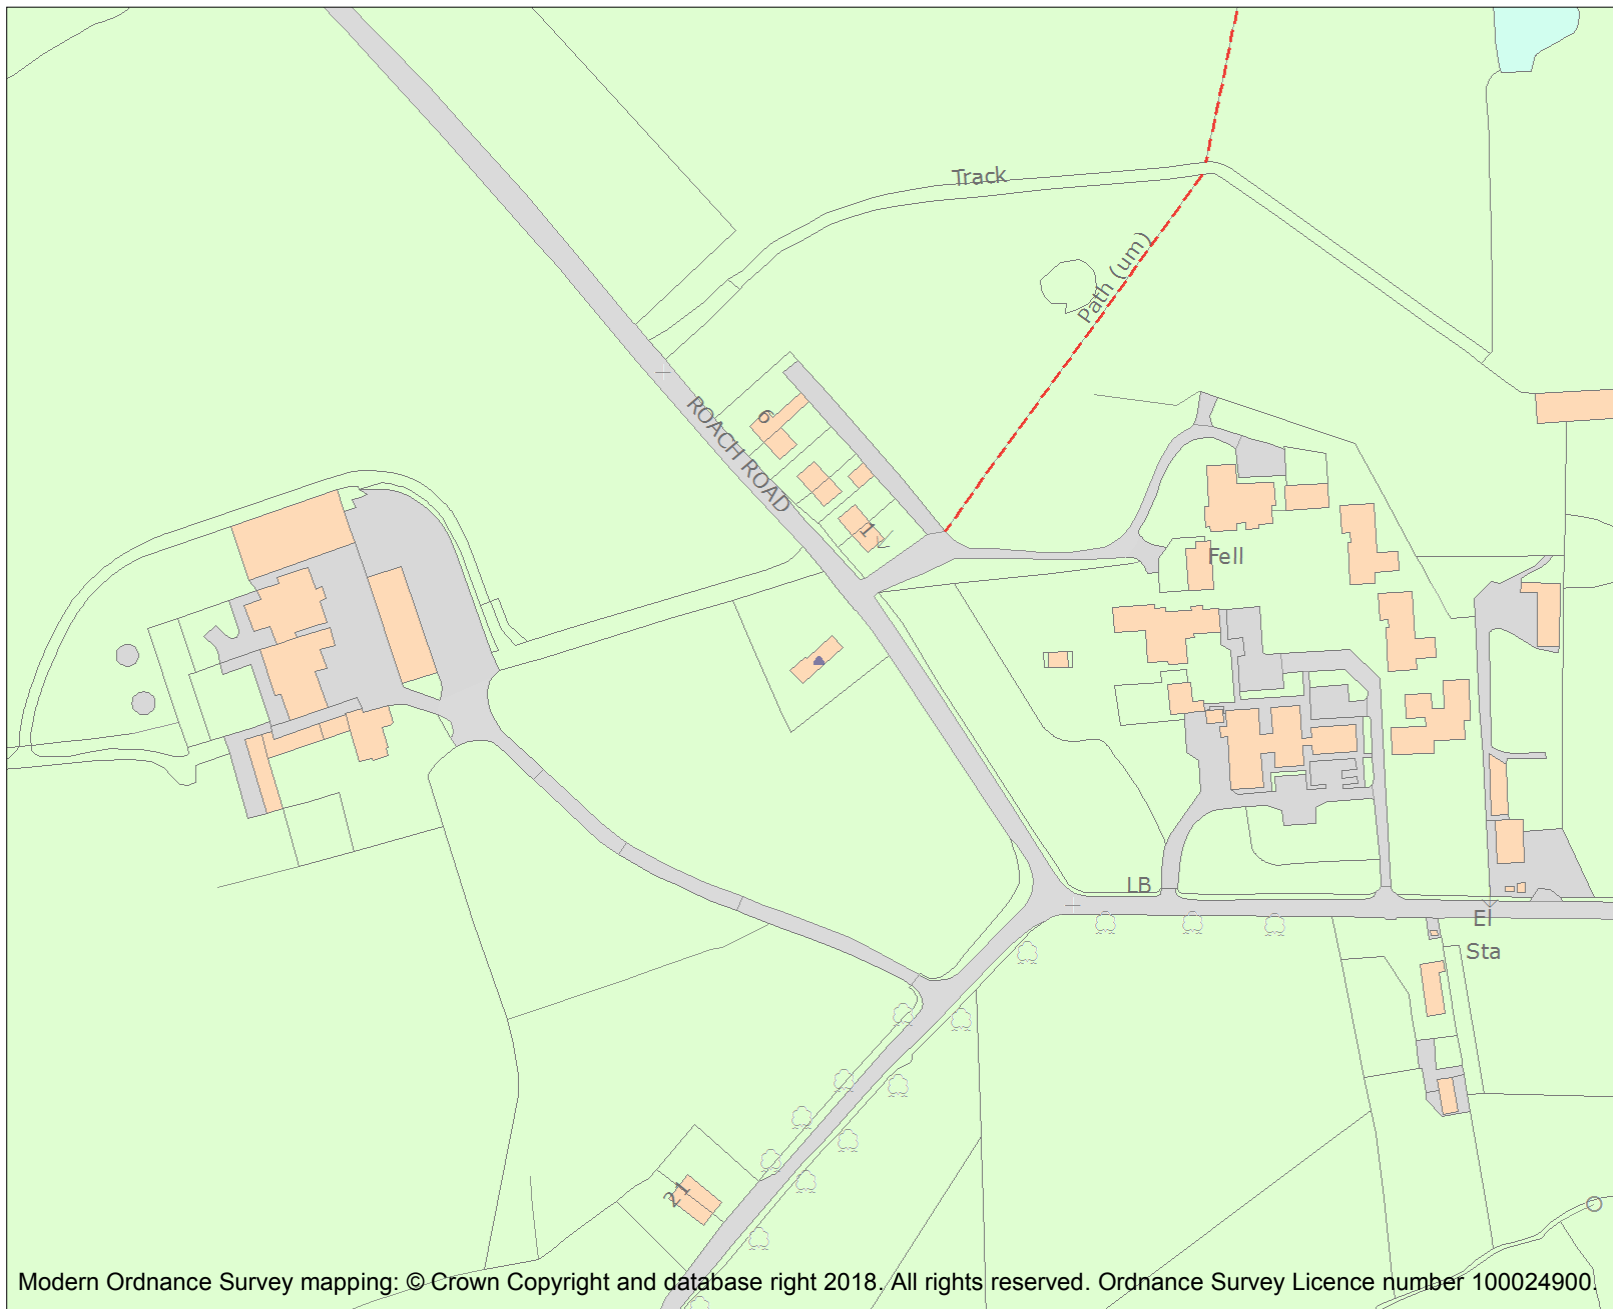 Track
Path (um)
6
ROACH ROAD
1
Fell
LB
El
Sta
21
Modern Ordnance Survey mapping: © Crown Copyright and database right 2018. All rights reserved. Ordnance Survey Licence number 100024900.